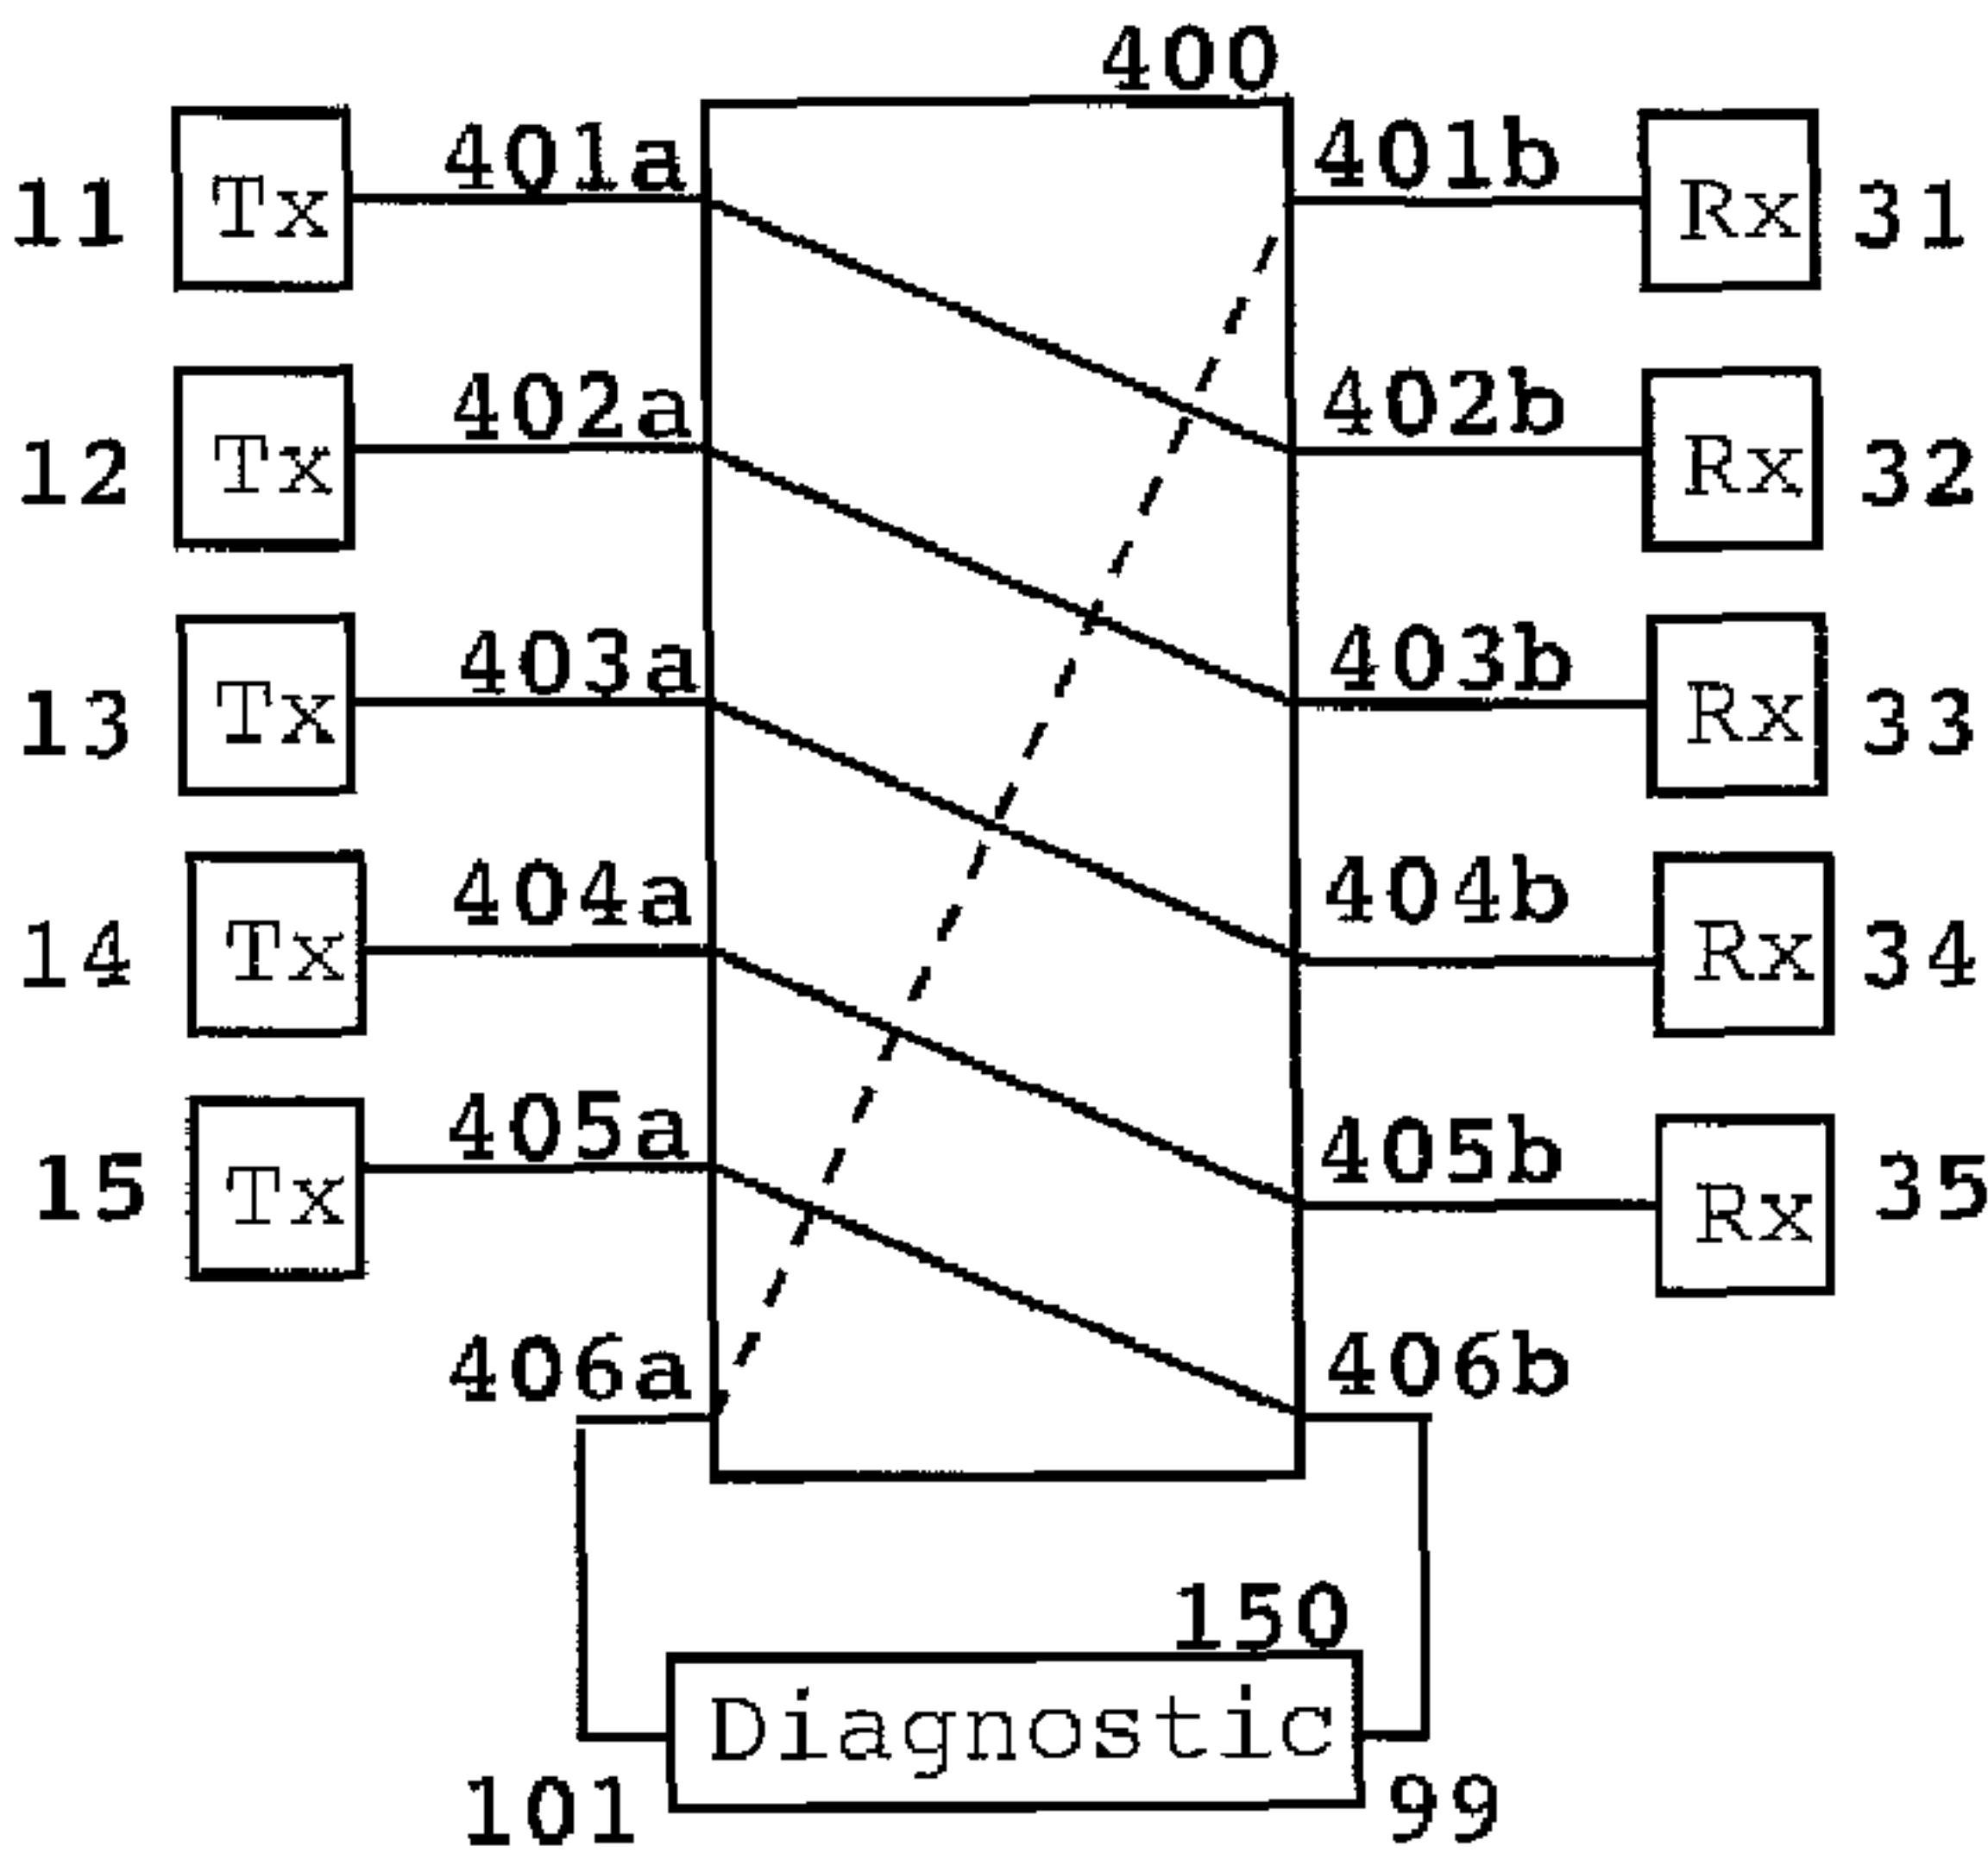 400
401a 401b
11 Tx Rx 31
402a 402b
12 Tx Rx 32
403a 403b
13 Tx Rx 33
404a 404b
14 Tx Rx 34
405a 405b
15 Tx Rx 35
406a 406b
150
Diagnostic
101 99